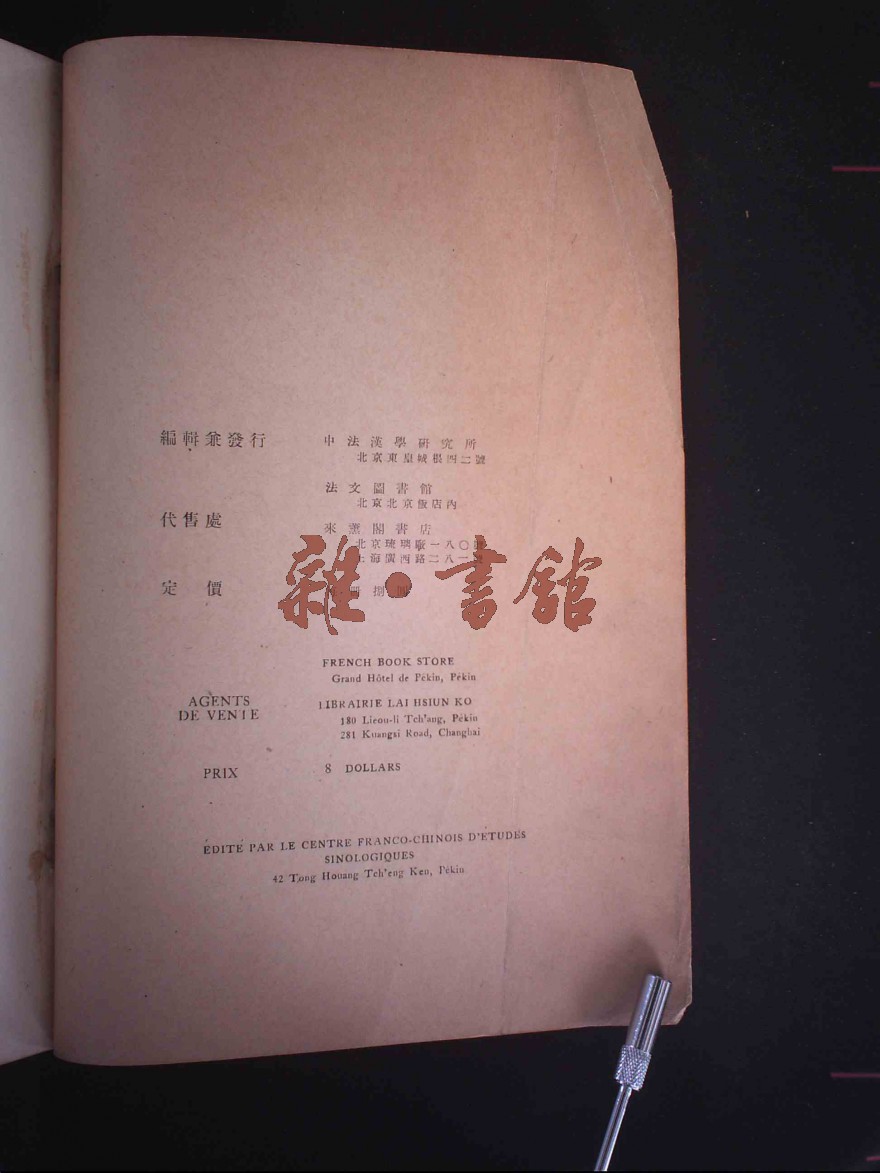 編輯兼發行 中法漢學研究所
北京東皇城根四二號
法文圖書館
北京北京飯店內
代售處
來薰閣書店
北京琉璃廠一八〇號
上海廣西路二八一號
定價 冊捌
雜·書館
FRENCH BOOK STORE
Grand Hôtel de Pékin, Pékin
AGENTS
DE VENTE
LIBRAIRIE LAI HSIUN KO
180 Lieou-li Tch'ang, Pékin
281 Kuangsi Road, Changhai
PRIX 8 DOLLARS
ÉDITÉ PAR LE CENTRE FRANCO-CHINOIS D'ÉTUDES
SINOLOGIQUES
42 Tong Houang Tch'eng Ken, Pékin